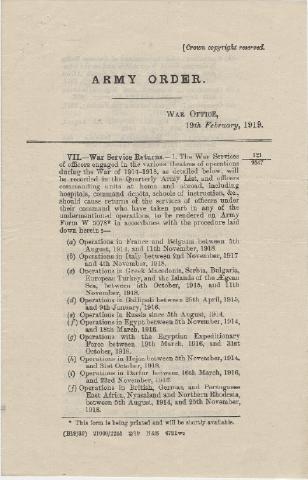 [Crown copyright reserved.
ARMY ORDER.
WAR OFFICE,
19th February, 1919.
VII.—War Service Returns.—1. The War Services
of officers engaged in the various theatres of operations
during the War of 1914-1918, as detailed below, will
be recorded in the Quarterly Army List, and officers
commanding units at home and abroad, including
hospitals, command depôts, schools of instruction, &c.,
should cause returns of the services of officers under
their command who have taken part in any of the
undermentioned operations, to be rendered on Army
Form W 5078* in accordance with the procedure laid
down herein :—
(a) Operations in France and Belgium between 5th
August, 1914, and 11th November, 1918.
(b) Operations in Italy between 2nd November, 1917
and 4th November, 1918.
(c) Operations in Greek Macedonia, Serbia, Bulgaria,
European Turkey, and the Islands of the Ægean
Sea, between 5th October, 1915, and 11th
November, 1918.
(d) Operations in Gallipoli between 25th April, 1915,
and 9th January, 1916.
(e) Operations in Russia since 5th August, 1914.
(f) Operations in Egypt between 5th November, 1914,
and 18th March, 1916.
(g) Operations with the Egyptian Expeditionary
Force between 19th March, 1916, and 31st
October, 1918.
(h) Operations in Hejaz between 5th November, 1914,
and 31st October, 1918.
(i) Operations in Darfur between 16th March, 1916,
and 23rd November, 1916.
(j) Operations in British, German and Portuguese
East Africa, Nyasaland and Northern Rhodesia,
between 5th August, 1914, and 25th November,
1918.
* This form is being printed and will be shortly available.
2/19 H&S